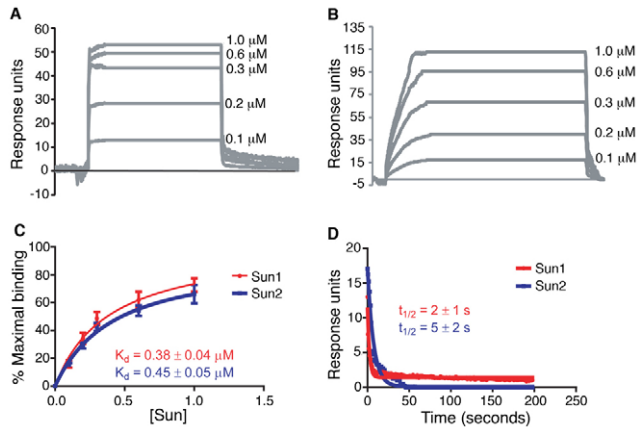 A
Response units
60
50
40
30
20
10
0
-10
1.0 µM
0.6 µM
0.3 µM
0.2 µM
0.1 µM
B
Response units
135
115
95
75
55
35
15
-5
1.0 µM
0.6 µM
0.3 µM
0.2 µM
0.1 µM
C
% Maximal binding
100
80
60
40
20
0
Sun1
Sun2
Kd = 0.38 ± 0.04 µM
Kd = 0.45 ± 0.05 µM
0.0 0.5 1.0 1.5
[Sun]
D
Response units
20
15
10
5
0
Sun1
Sun2
t1/2 = 2 ± 1 s
t1/2 = 5 ± 2 s
0 50 100 150 200 250
Time (seconds)